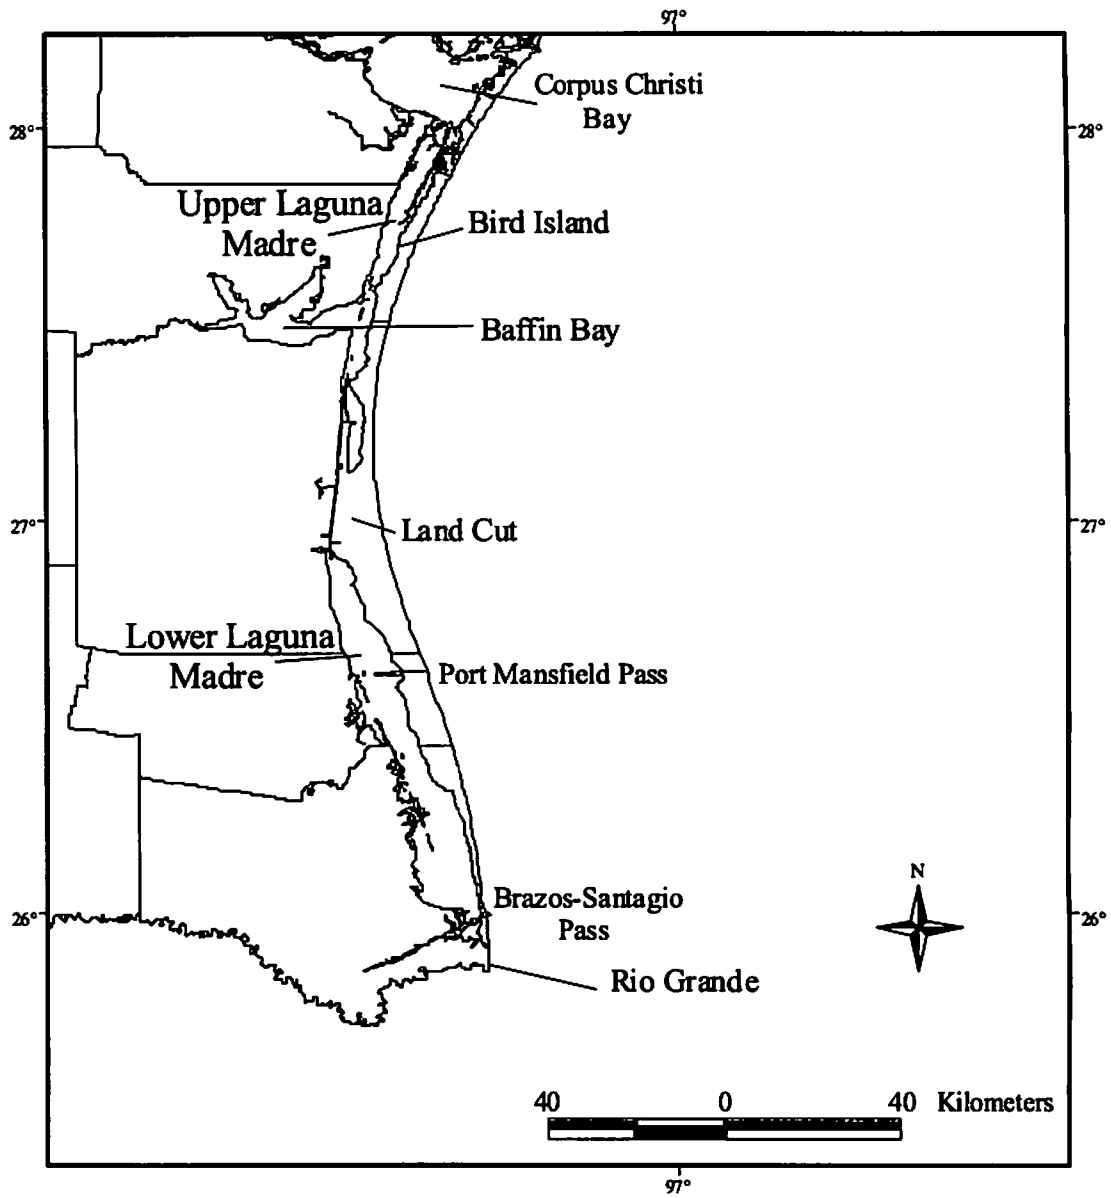 97°
Corpus Christi
Bay
28°
28°
Upper Laguna
Madre
Bird Island
Baffin Bay
27°
Land Cut
27°
Lower Laguna
Madre
Port Mansfield Pass
N
Brazos-Santagio
Pass
26°
26°
Rio Grande
40 0 40 Kilometers
97°